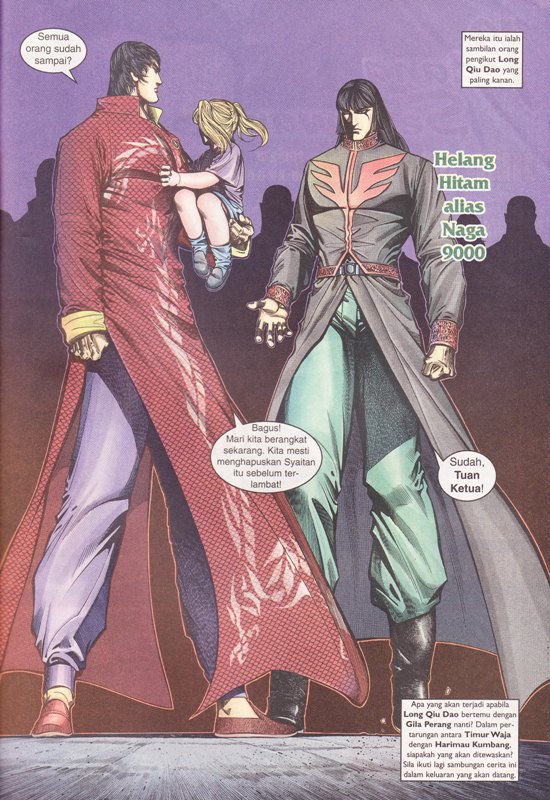 Semua
orang sudah
sampai?
Mereka itu ialah
sambilan orang
pengikut Long
Qiu Dao yang
paling kanan.
Helang
Hitam
alias
Naga
9000
Bagus!
Mari kita berangkat
sekarang. Kita mesti
menghapuskan Syaitan
itu sebelum ter-
lambat!
Sudah,
Tuan
Ketua!
Apa yang akan terjadi apabila
Long Qiu Dao bertemu dengan
Gila Perang nanti? Dalam per-
tarungan antara Timur Waja
dengan Harimau Kumbang,
siapakah yang akan ditewaskan?
Sila ikuti lagi sambungan cerita ini
dalam keluaran yang akan datang.